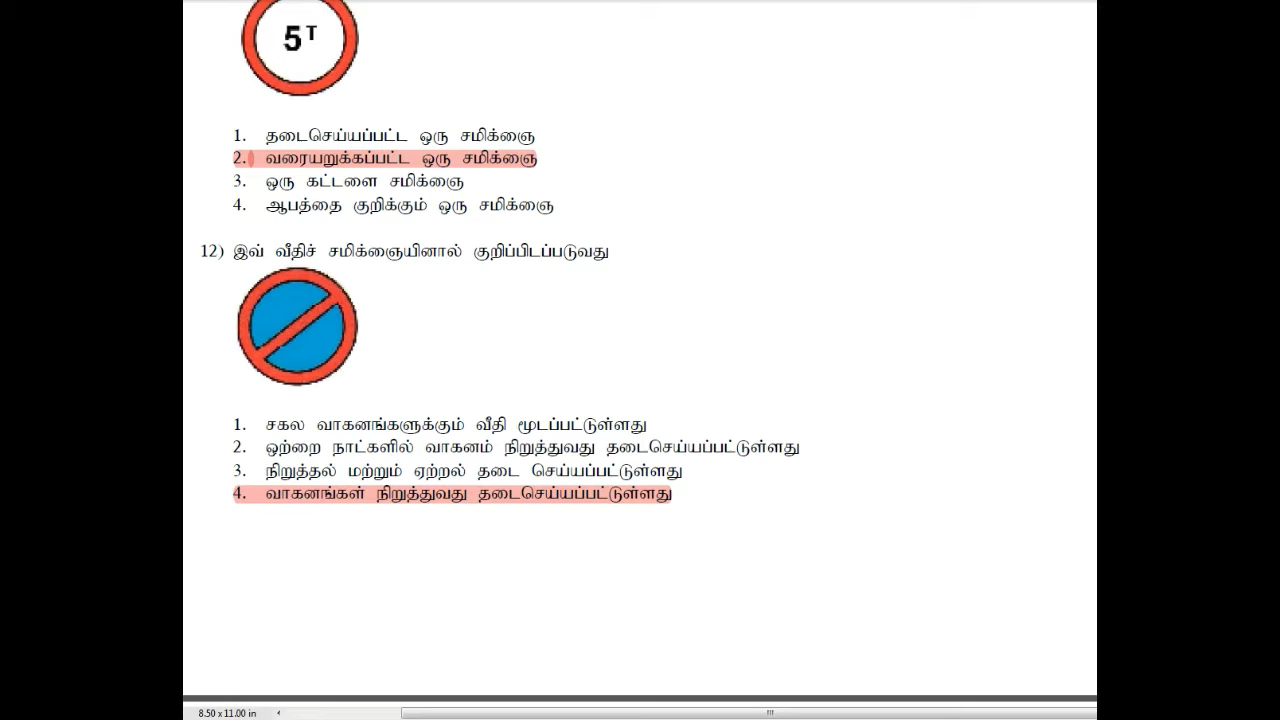 5T
1. தடைசெய்யப்பட்ட ஒரு சமிக்ஞை
2. வரையறுக்கப்பட்ட ஒரு சமிக்ஞை
3. ஒரு கட்டளை சமிக்ஞை
4. ஆபத்தை குறிக்கும் ஒரு சமிக்ஞை
12) இவ் வீதிச் சமிக்ஞையினால் குறிப்பிடப்படுவது
1. சகல வாகனங்களுக்கும் வீதி மூடப்பட்டுள்ளது
2. ஒற்றை நாட்களில் வாகனம் நிறுத்துவது தடைசெய்யப்பட்டுள்ளது
3. நிறுத்தல் மற்றும் ஏற்றல் தடை செய்யப்பட்டுள்ளது
4. வாகனங்கள் நிறுத்துவது தடைசெய்யப்பட்டுள்ளது
8.50 x 11.00 in